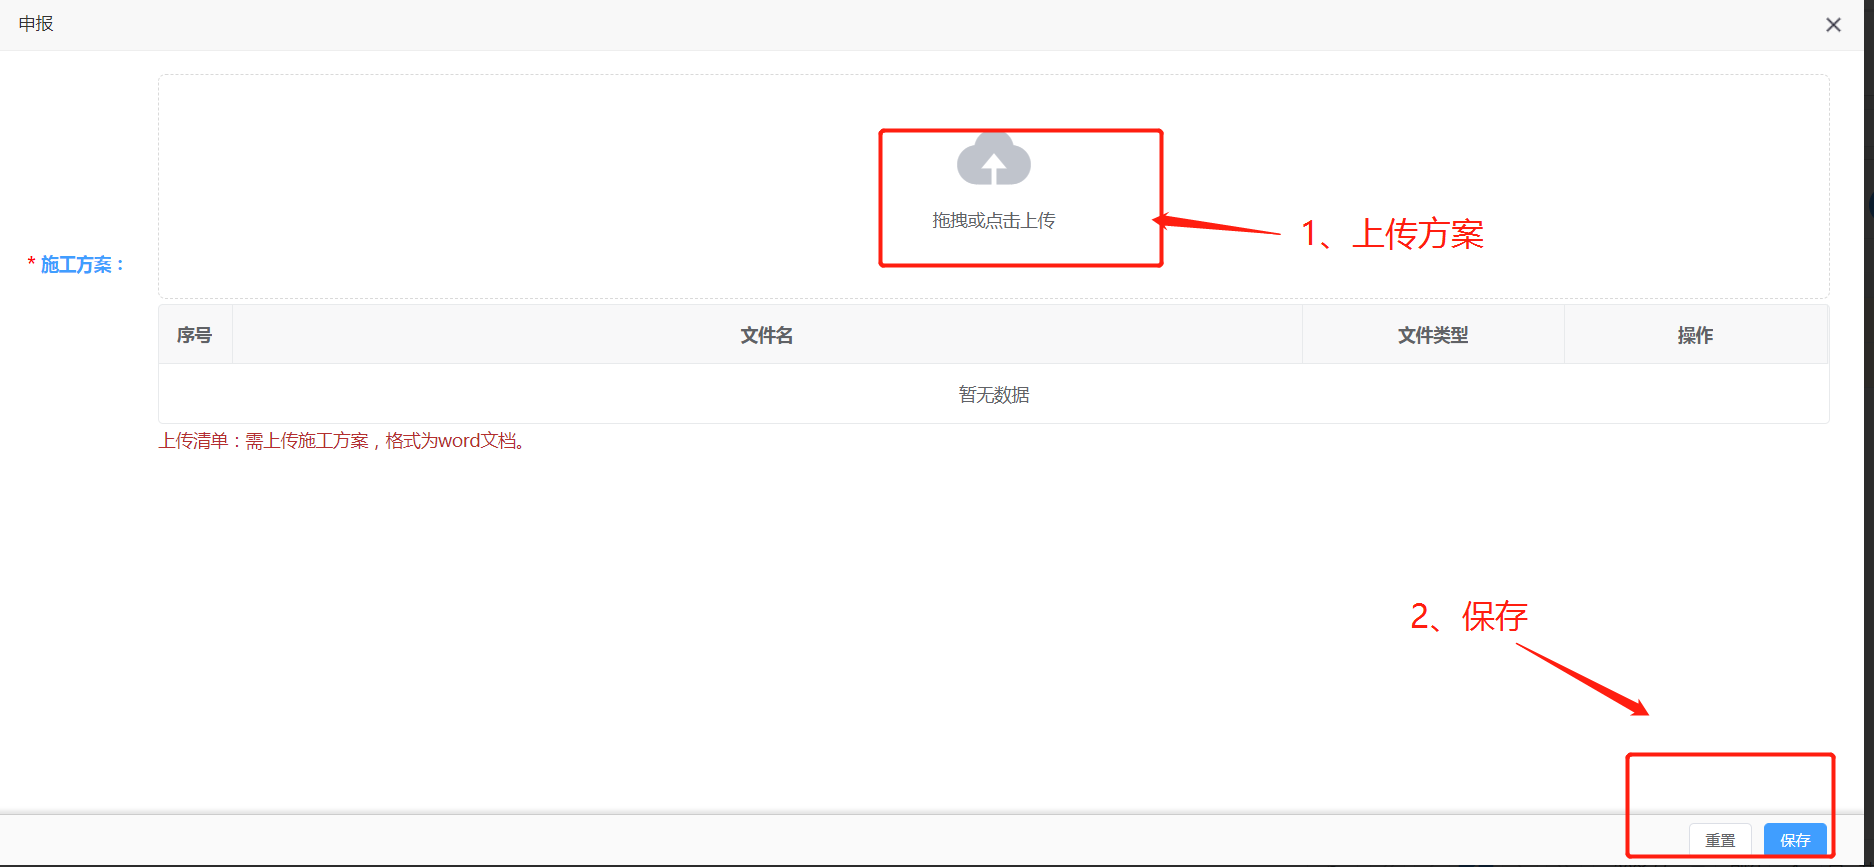 申报
拖拽或点击上传
1、上传方案
* 施工方案：
序号 文件名 文件类型 操作
暂无数据
上传清单：需上传施工方案，格式为word文档。
2、保存
重置 保存